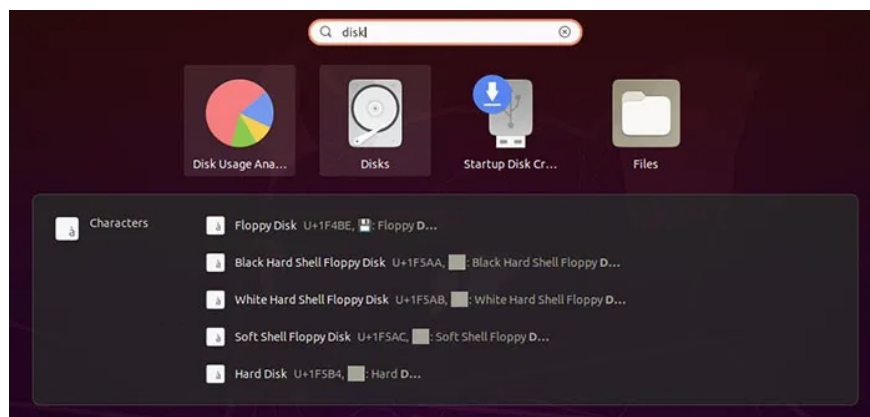 disk
Disk Usage Ana...
Disks
Startup Disk Cr...
Files
Characters
Floppy Disk U+1F4BE, 💾: Floppy D...
Black Hard Shell Floppy Disk U+1F5AA, : Black Hard Shell Floppy D...
White Hard Shell Floppy Disk U+1F5AB, : White Hard Shell Floppy D...
Soft Shell Floppy Disk U+1F5AC, : Soft Shell Floppy D...
Hard Disk U+1F5B4, : Hard D...